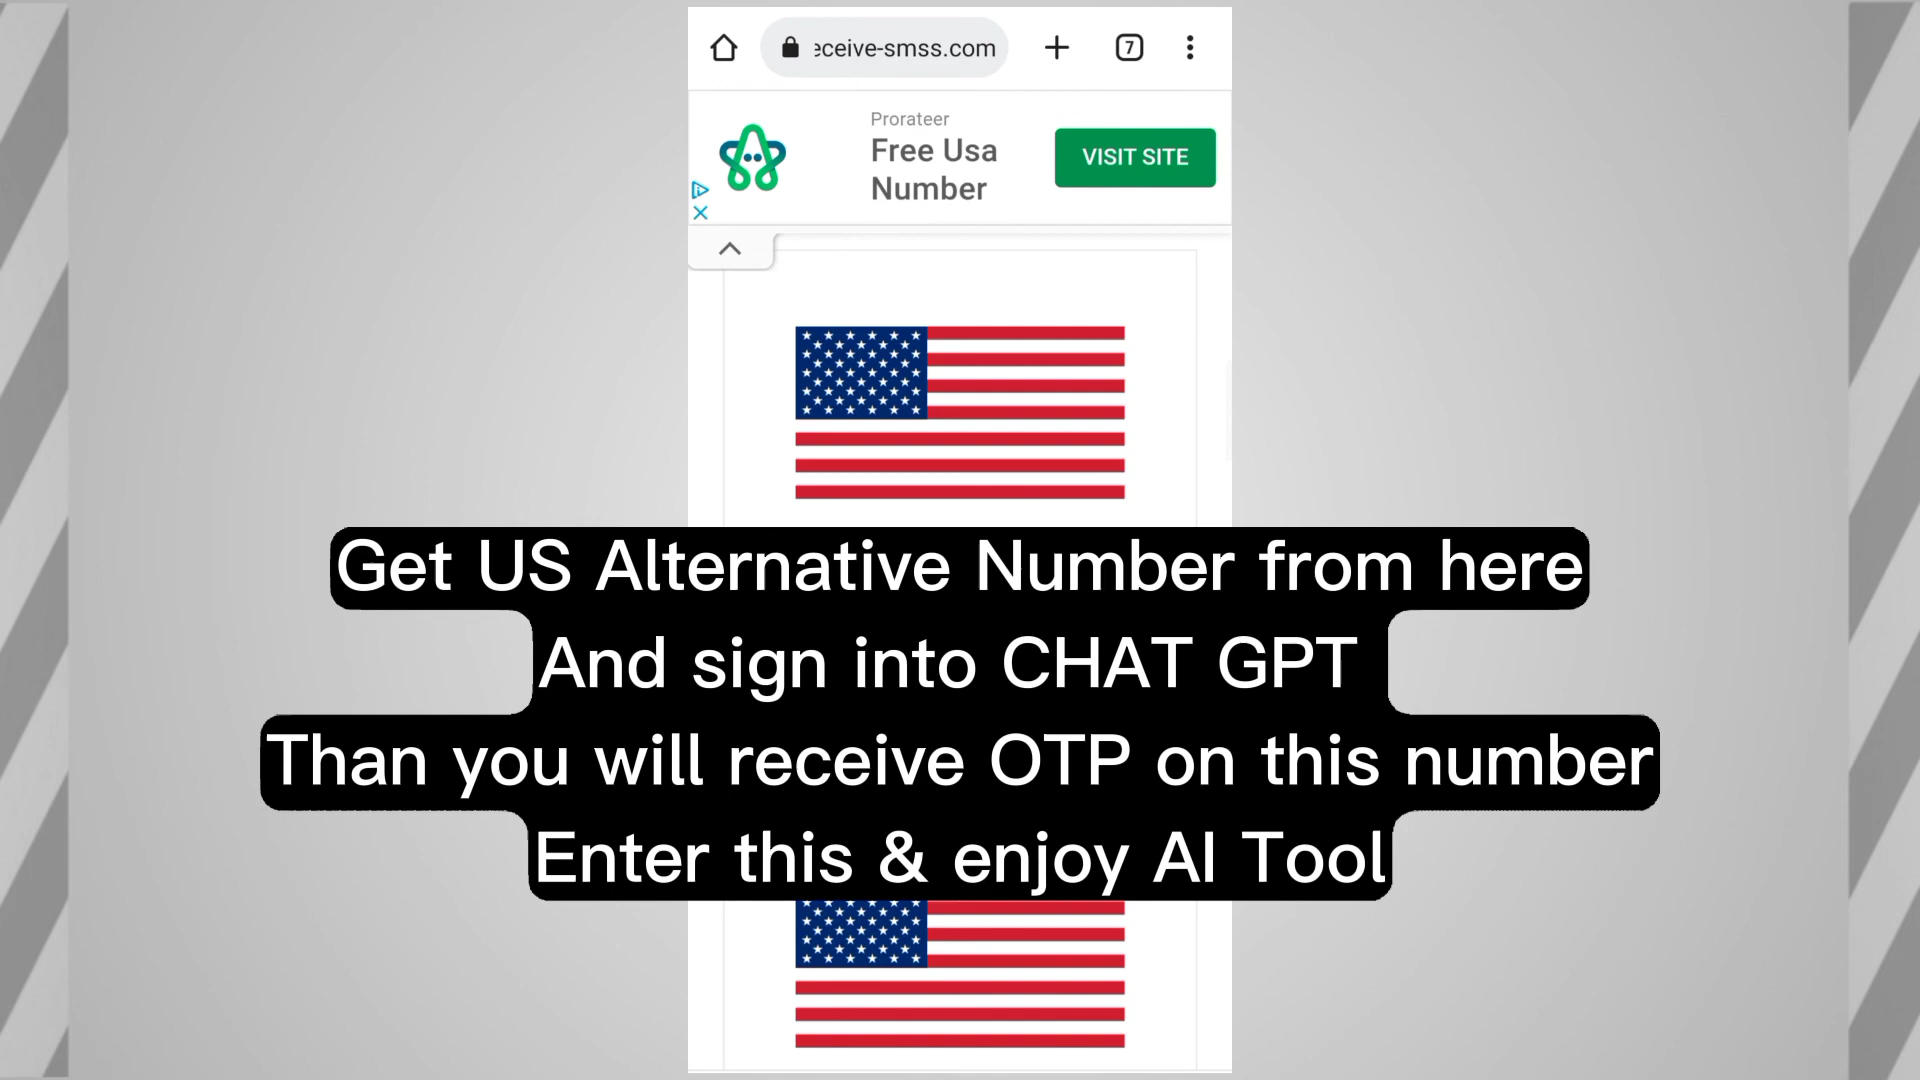 eceive-smss.com
7
Prorateer
Free Usa
Number
VISIT SITE
Get US Alternative Number from here
And sign into CHAT GPT
Than you will receive OTP on this number
Enter this & enjoy AI Tool